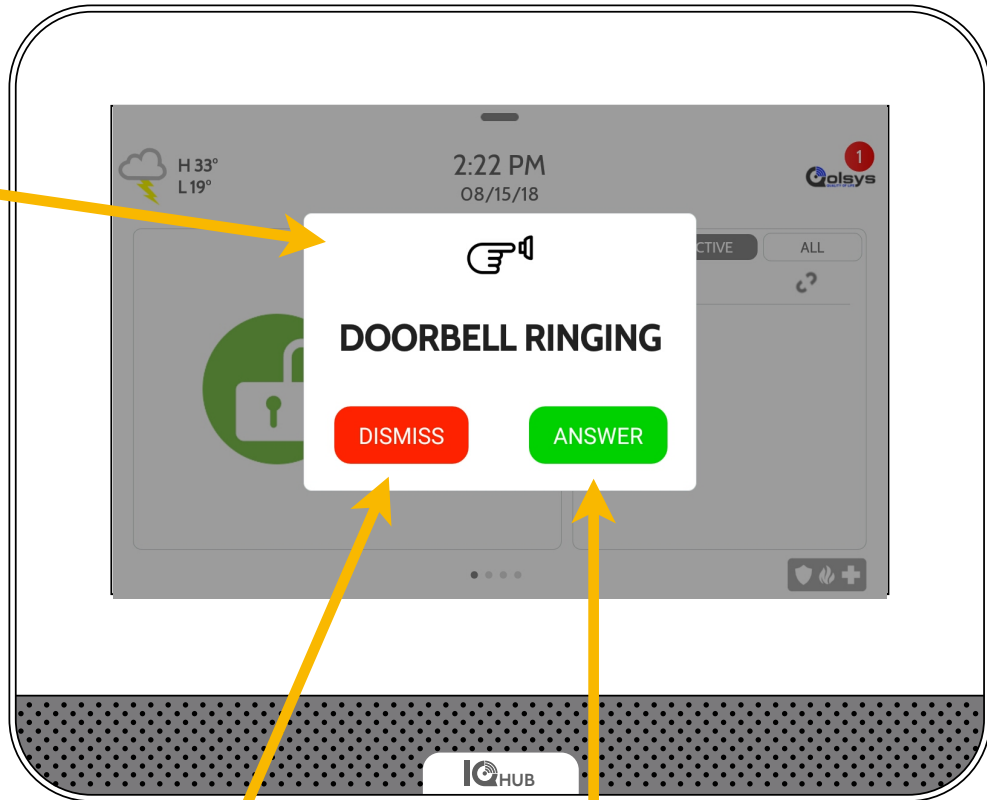 H 33°
L 19°
2:22 PM
08/15/18
1
Qolsys
CTIVE
ALL
DOORBELL RINGING
DISMISS
ANSWER
IQ HUB